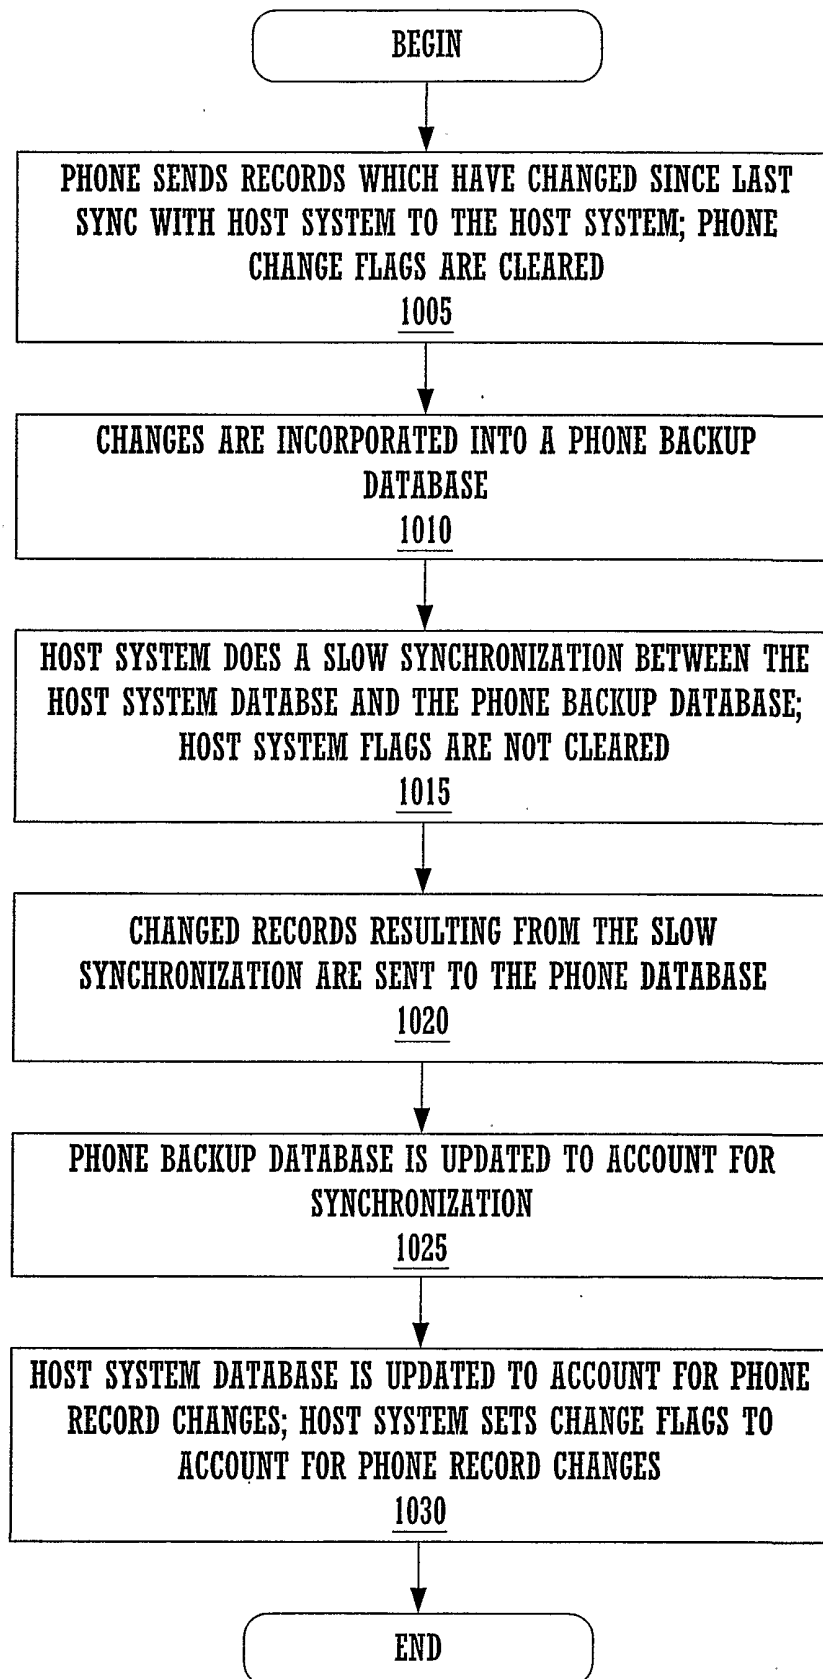 BEGIN
PHONE SENDS RECORDS WHICH HAVE CHANGED SINCE LAST
SYNC WITH HOST SYSTEM TO THE HOST SYSTEM; PHONE
CHANGE FLAGS ARE CLEARED
1005
CHANGES ARE INCORPORATED INTO A PHONE BACKUP
DATABASE
1010
HOST SYSTEM DOES A SLOW SYNCHRONIZATION BETWEEN THE
HOST SYSTEM DATABSE AND THE PHONE BACKUP DATABASE;
HOST SYSTEM FLAGS ARE NOT CLEARED
1015
CHANGED RECORDS RESULTING FROM THE SLOW
SYNCHRONIZATION ARE SENT TO THE PHONE DATABASE
1020
PHONE BACKUP DATABASE IS UPDATED TO ACCOUNT FOR
SYNCHRONIZATION
1025
HOST SYSTEM DATABASE IS UPDATED TO ACCOUNT FOR PHONE
RECORD CHANGES; HOST SYSTEM SETS CHANGE FLAGS TO
ACCOUNT FOR PHONE RECORD CHANGES
1030
END